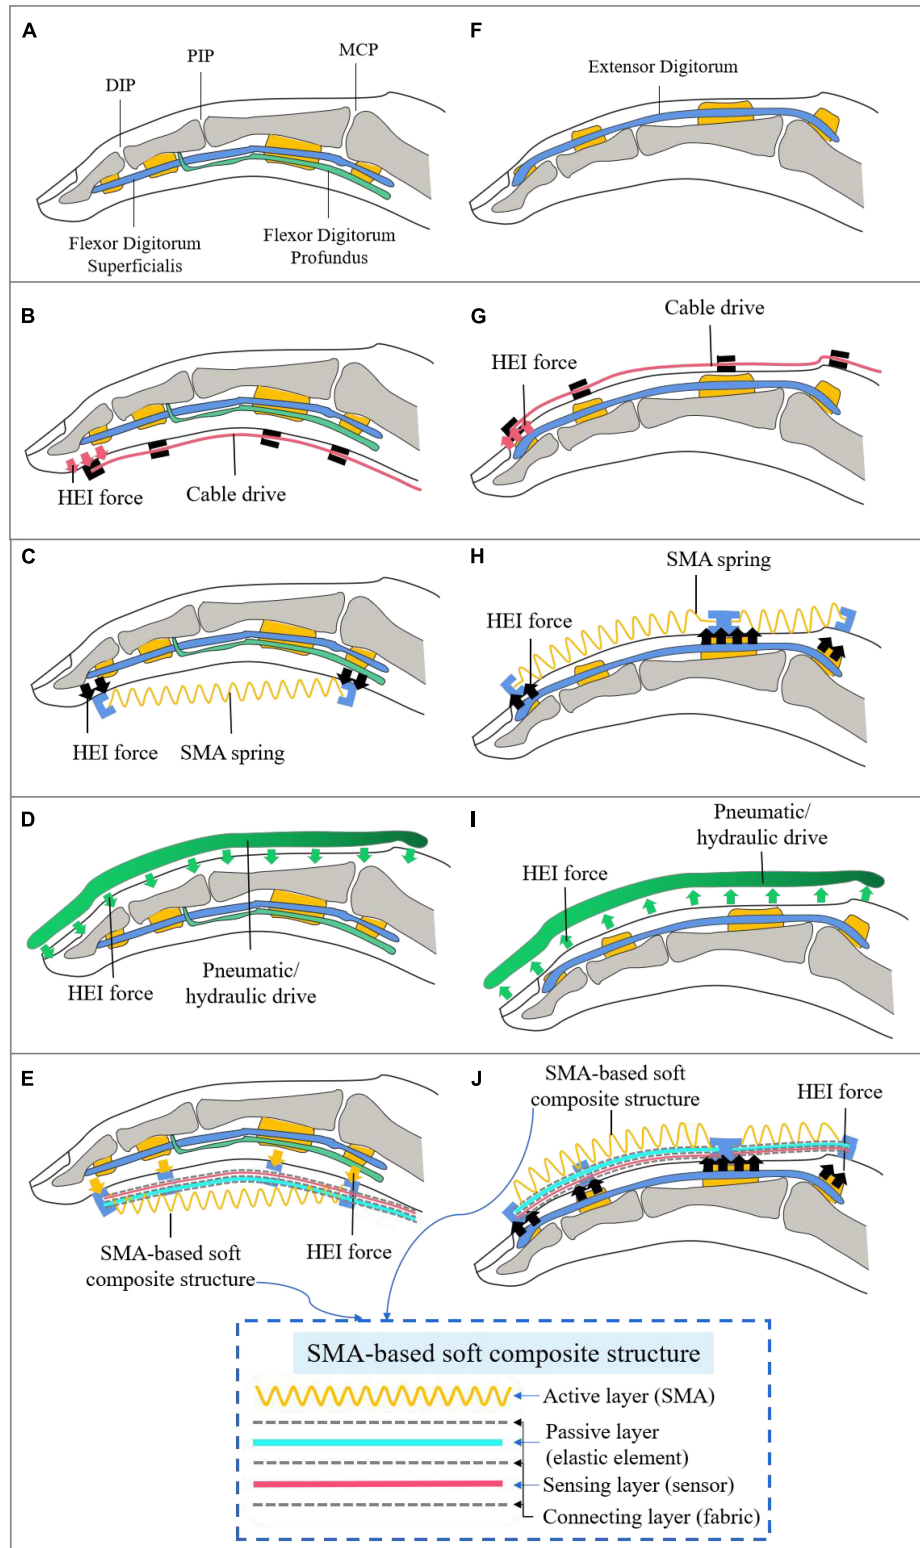 A
F
MCP
PIP
DIP
Extensor Digitorum
Flexor Digitorum
Superficialis
Flexor Digitorum
Profundus
B
G
Cable drive
HEI force
HEI force
Cable drive
C
H
SMA spring
HEI force
HEI force
SMA spring
D
I
Pneumatic/
hydraulic drive
HEI force
HEI force
Pneumatic/
hydraulic drive
E
J
SMA-based soft
composite structure
HEI force
SMA-based soft
composite structure
HEI force
SMA-based soft composite structure
Active layer (SMA)
Passive layer
(elastic element)
Sensing layer (sensor)
Connecting layer (fabric)